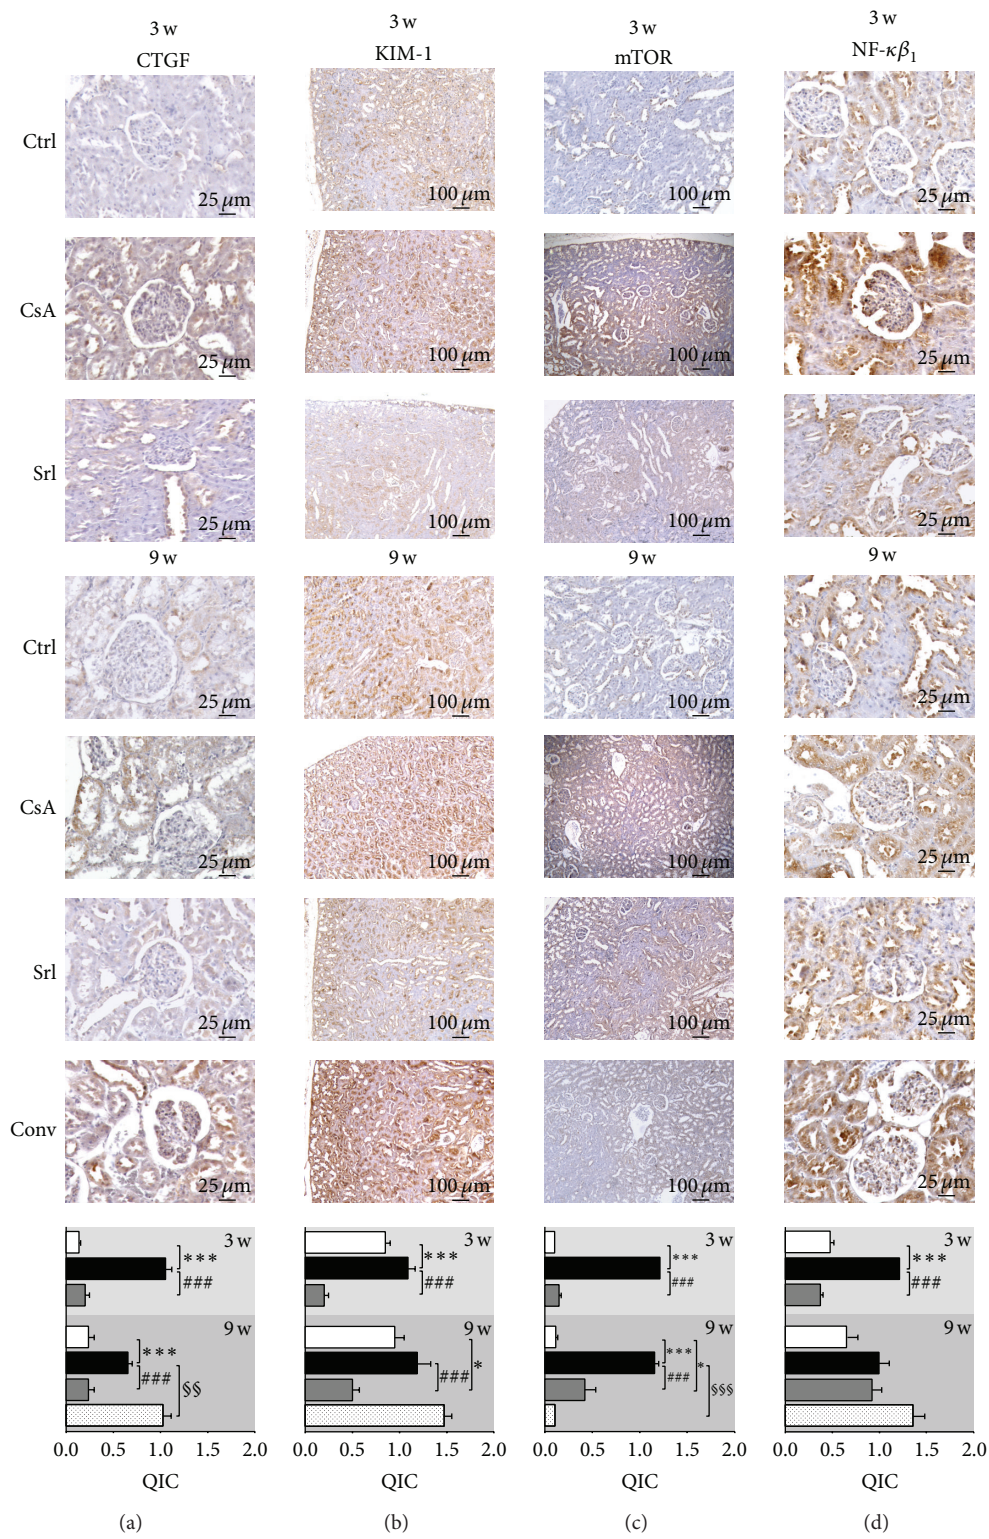 3 w 3 w 3 w 3 w
CTGF KIM-1 mTOR NF-κβ₁
Ctrl 25 μm 100 μm 100 μm 25 μm
CsA 25 μm 100 μm 100 μm 25 μm
Srl 25 μm 100 μm 100 μm 25 μm
9 w 9 w 9 w 9 w
Ctrl 25 μm 100 μm 100 μm 25 μm
CsA 25 μm 100 μm 100 μm 25 μm
Srl 25 μm 100 μm 100 μm 25 μm
Conv 25 μm 100 μm 100 μm 25 μm
3 w 3 w 3 w 3 w
∗∗∗ ∗∗∗ ∗∗∗ ∗∗∗
### ### ### ###
9 w 9 w 9 w 9 w
∗∗∗ ∗∗∗
### §§ ### ∗ ### ∗ §§§
0.0 0.5 1.0 1.5 2.0 0.0 0.5 1.0 1.5 2.0 0.0 0.5 1.0 1.5 2.0 0.0 0.5 1.0 1.5 2.0
QIC QIC QIC QIC
(a) (b) (c) (d)